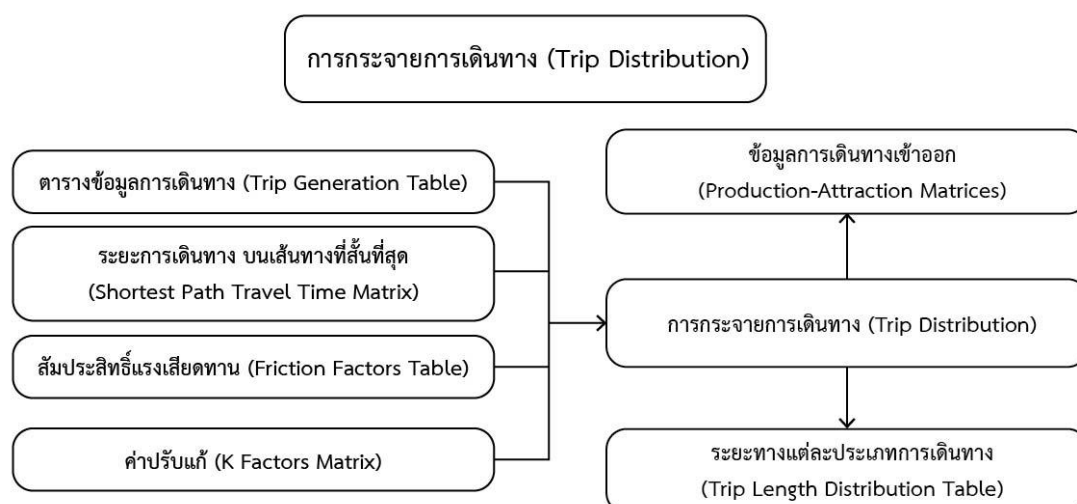 การกระจายการเดินทาง (Trip Distribution)
ตารางข้อมูลการเดินทาง (Trip Generation Table)
ระยะการเดินทาง บนเส้นทางที่สั้นที่สุด
(Shortest Path Travel Time Matrix)
สัมประสิทธิ์แรงเสียดทาน (Friction Factors Table)
ค่าปรับแก้ (K Factors Matrix)
ข้อมูลการเดินทางเข้าออก
(Production-Attraction Matrices)
การกระจายการเดินทาง (Trip Distribution)
ระยะทางแต่ละประเภทการเดินทาง
(Trip Length Distribution Table)